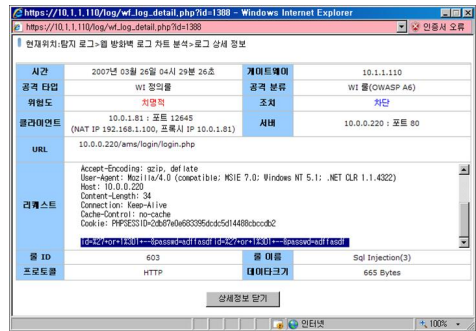 https://10.1.1.110/log/wf_log_detail.php?id=1388 - Windows Internet Explorer
https://10.1.1.110/log/wf_log_detail.php?id=1388 인증서 오류
현재위치:탐지 로그>웹 방화벽 로그 차트 분석>로그 상세 정보
시간 2007년 03월 26일 04시 29분 26초 게이트웨이 10.1.1.110
공격 타입 WI 정의룰 공격 분류 WI 룰(OWASP A6)
위험도 치명적 조치 차단
클라이언트 10.0.1.81 : 포트 12645 (NAT IP 192.168.1.100, 프록시 IP 10.0.1.81) 서버 10.0.0.220 : 포트 80
URL 10.0.0.220/ams/login/login.php
리퀘스트
Accept-Encoding: gzip, deflate
User-Agent: Mozilla/4.0 (compatible; MSIE 7.0; Windows NT 5.1; .NET CLR 1.1.4322)
Host: 10.0.0.220
Content-Length: 34
Connection: Keep-Alive
Cache-Control: no-cache
룰 ID 603 룰 이름 Sql Injection(3)
프로토콜 HTTP 데이타크기 665 Bytes
상세정보 닫기
인터넷 100%